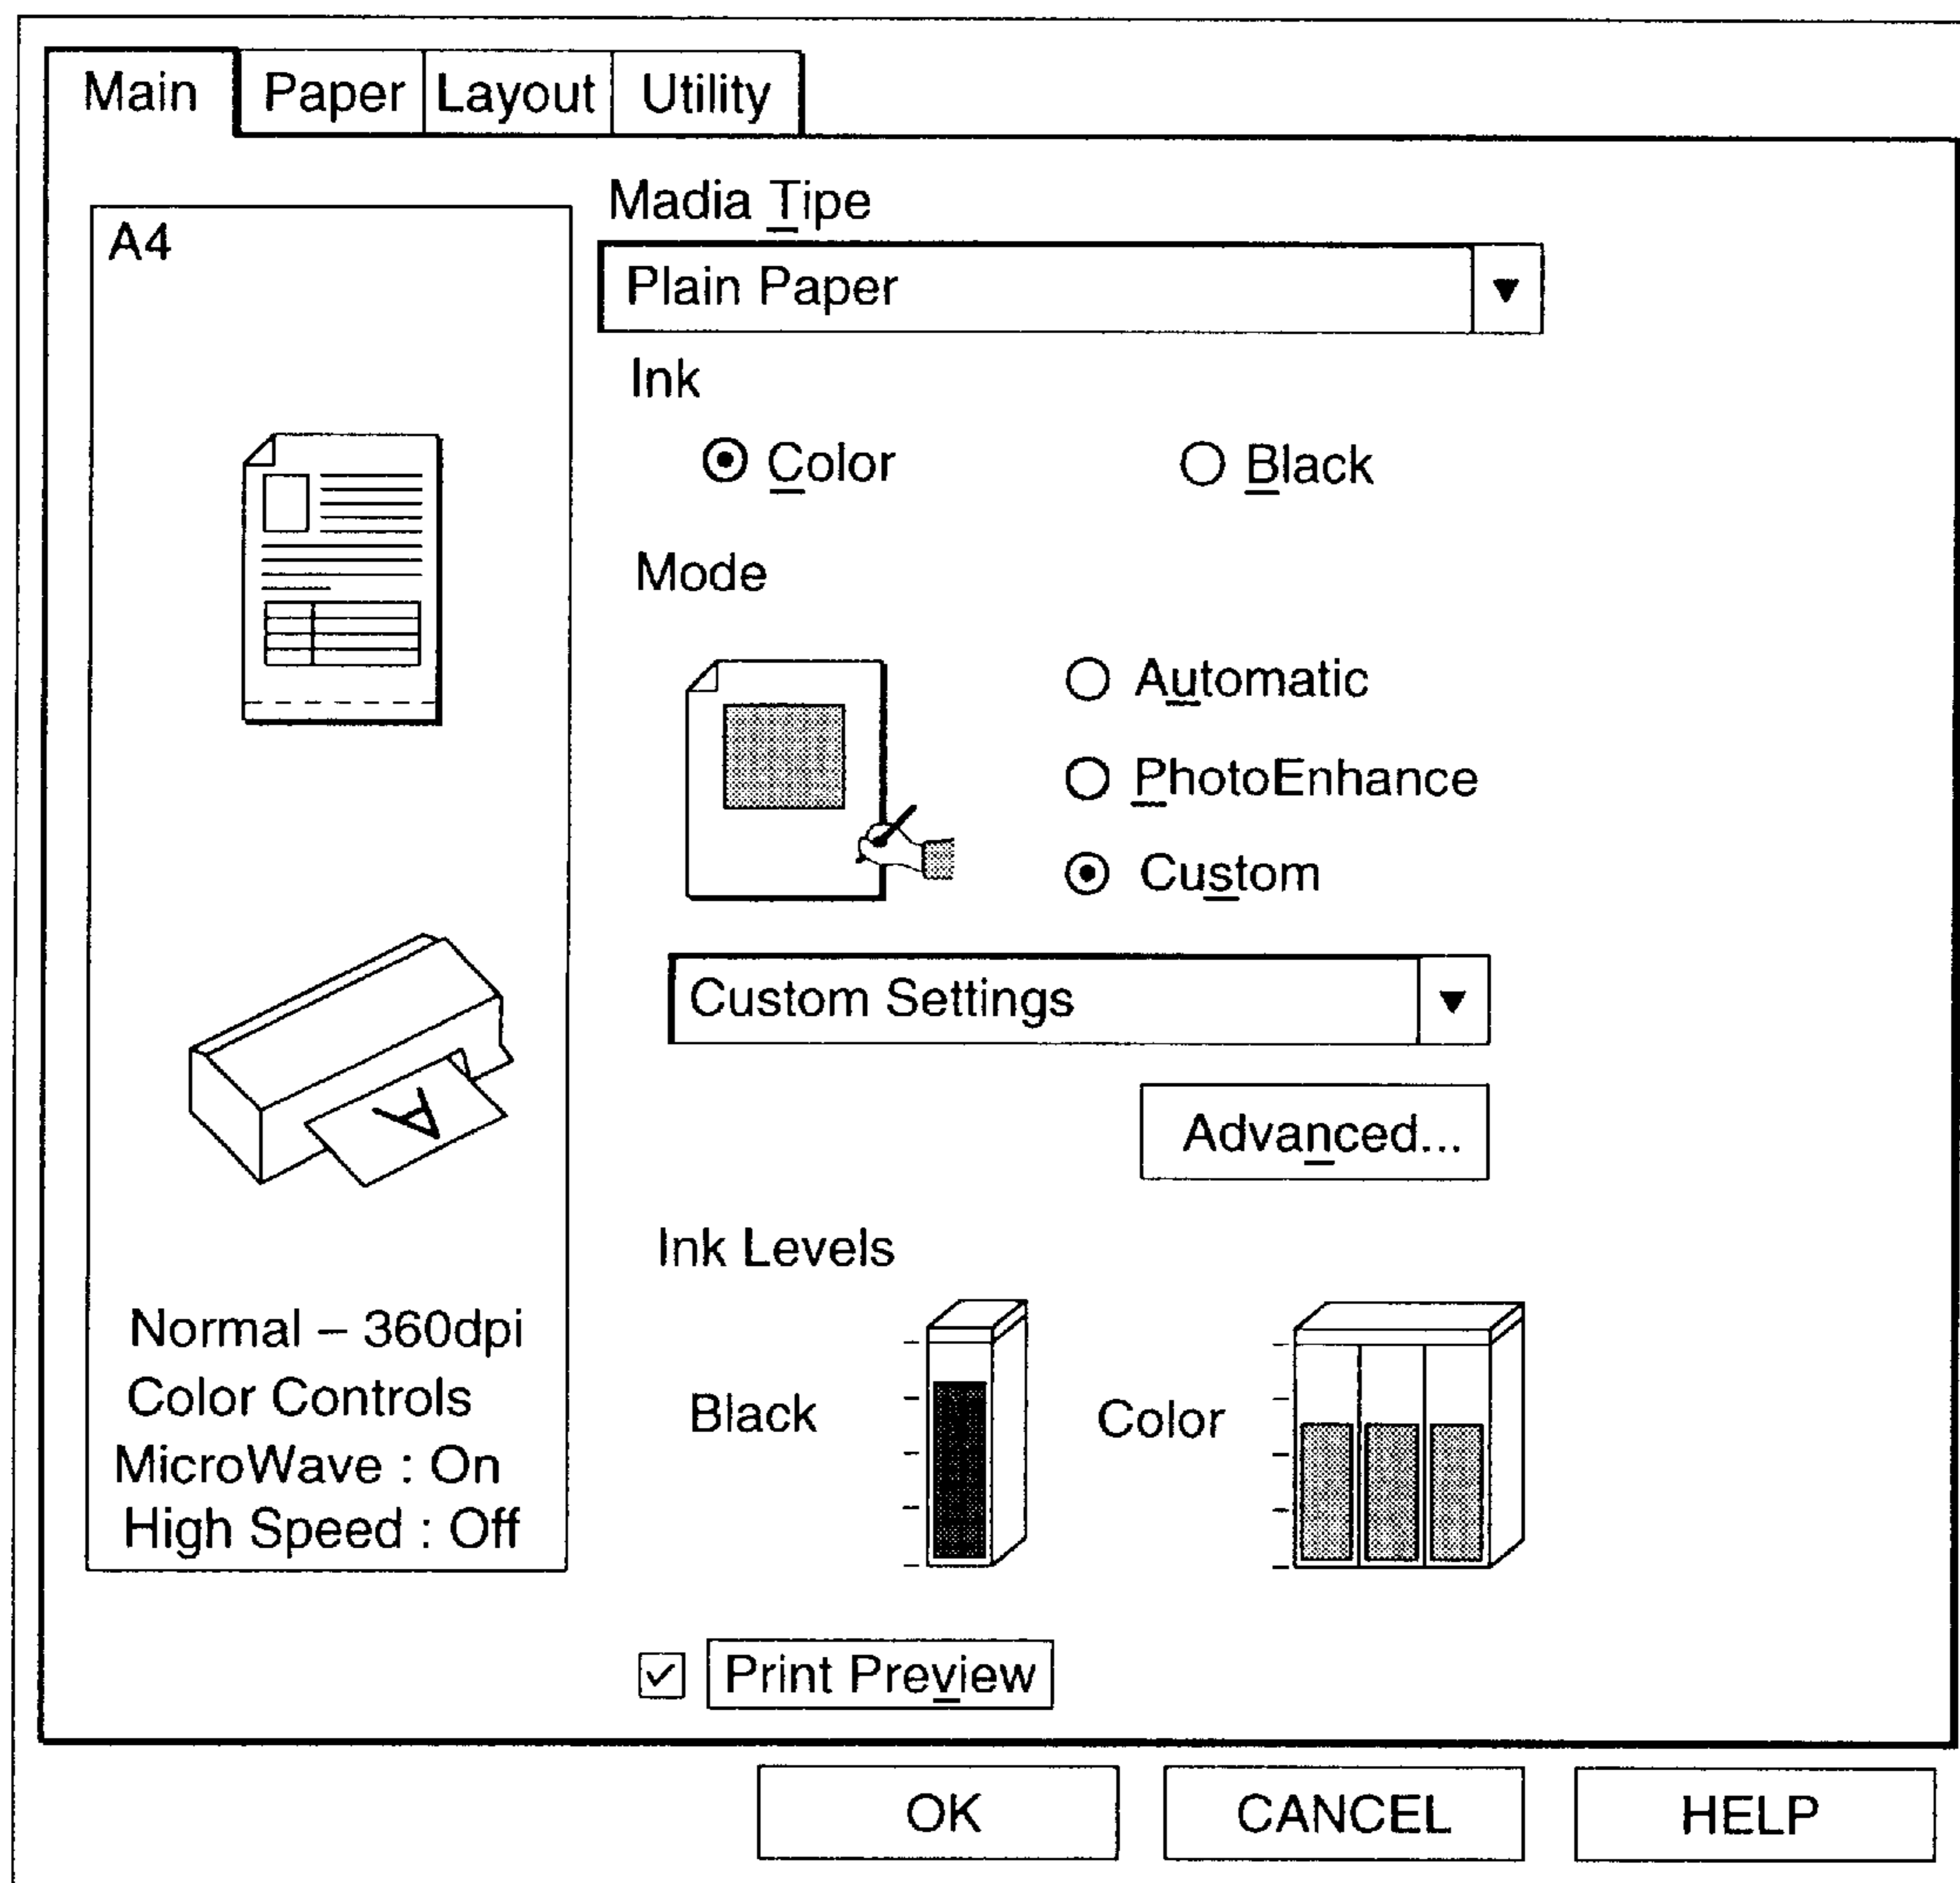 Main Paper Layout Utility
A4
Normal – 360dpi
Color Controls
MicroWave : On
High Speed : Off
Madia Tipe
Plain Paper
Ink
Color Black
Mode
Automatic
PhotoEnhance
Custom
Custom Settings
Advanced...
Ink Levels
Black Color
Print Preview
OK CANCEL HELP
A